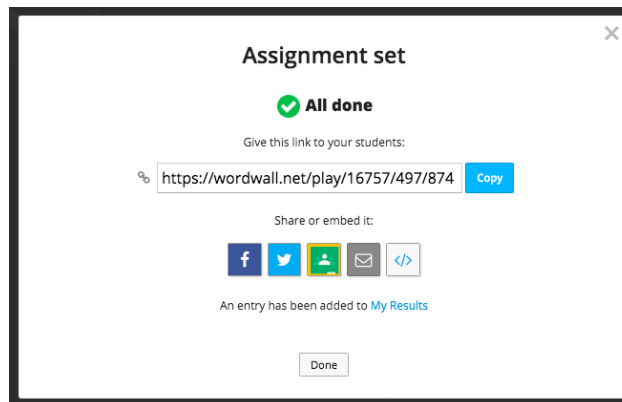 Assignment set
All done
Give this link to your students:
https://wordwall.net/play/16757/497/874
Copy
Share or embed it:
An entry has been added to My Results
Done